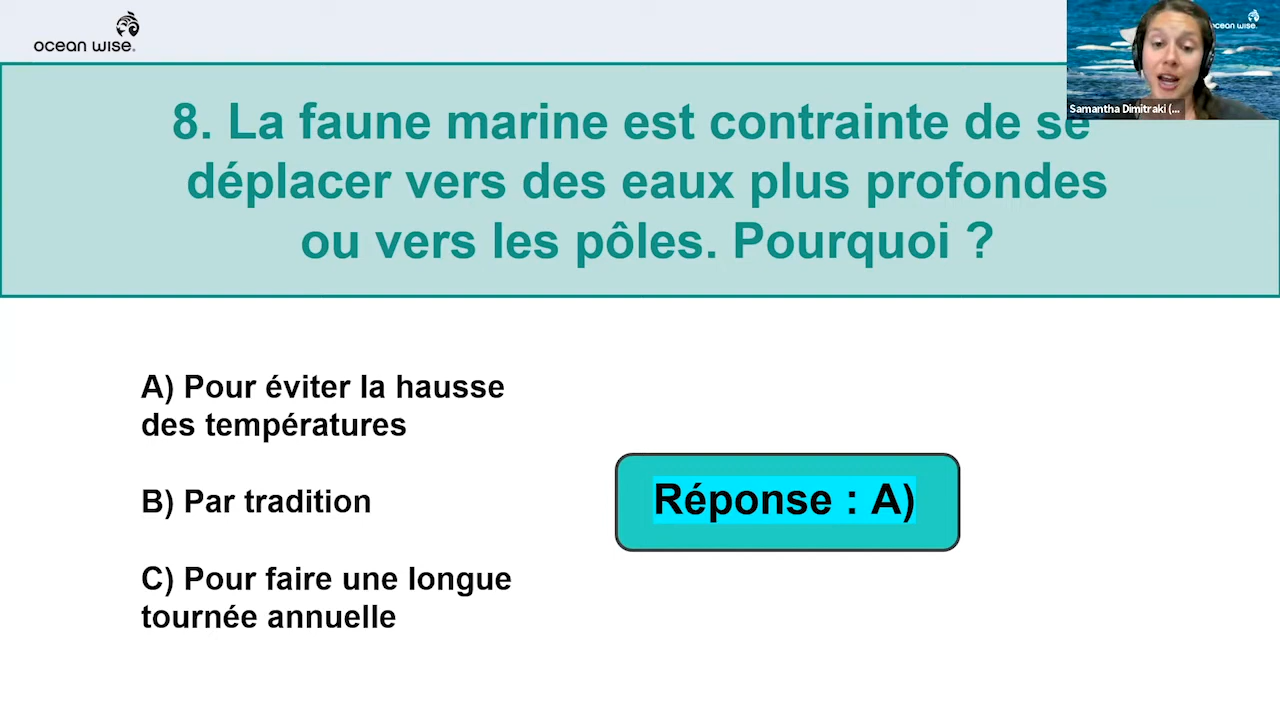 ocean wise
ocean wise.
Samantha Dimitraki (...
8. La faune marine est contrainte de se
déplacer vers des eaux plus profondes
ou vers les pôles. Pourquoi ?
A) Pour éviter la hausse
des températures
B) Par tradition
C) Pour faire une longue
tournée annuelle
Réponse : A)